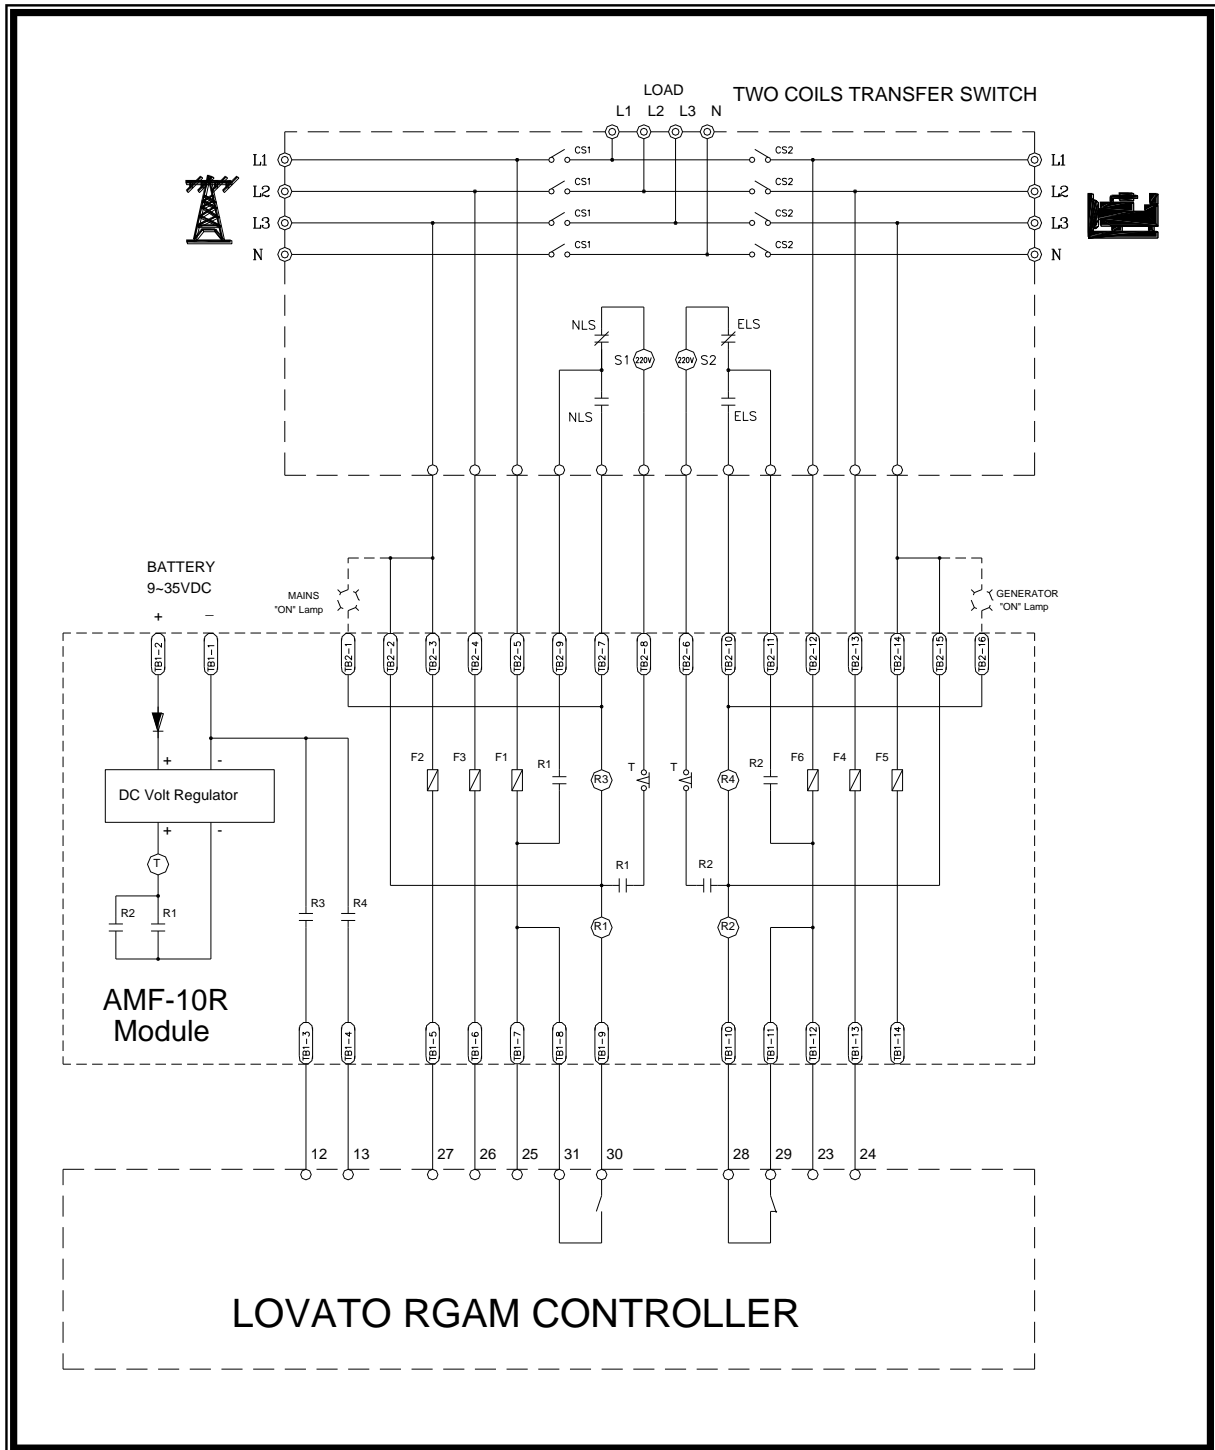 LOAD
TWO COILS TRANSFER SWITCH
L1 L2 L3 N
L1 CS1 CS2 L1
L2 CS1 CS2 L2
L3 CS1 CS2 L3
N CS1 CS2 N
NLS ELS
S1 220V 220V S2
NLS ELS
BATTERY
9~35VDC
+ −
MAINS
"ON" Lamp
GENERATOR
"ON" Lamp
TB1-2 TB1-1 TB2-1 TB2-2 TB2-3 TB2-4 TB2-5 TB2-9 TB2-7 TB2-8 TB2-6 TB2-10 TB2-11 TB2-12 TB2-13 TB2-14 TB2-15 TB2-16
+ -
F2 F3 F1 R1 R3 T T R4 R2 F6 F4 F5
DC Volt Regulator
+ -
T
R1 R2
R2 R1 R3 R4
R1 R2
AMF-10R
Module
TB1-3 TB1-4 TB1-5 TB1-6 TB1-7 TB1-8 TB1-9 TB1-10 TB1-11 TB1-12 TB1-13 TB1-14
12 13 27 26 25 31 30 28 29 23 24
LOVATO RGAM CONTROLLER